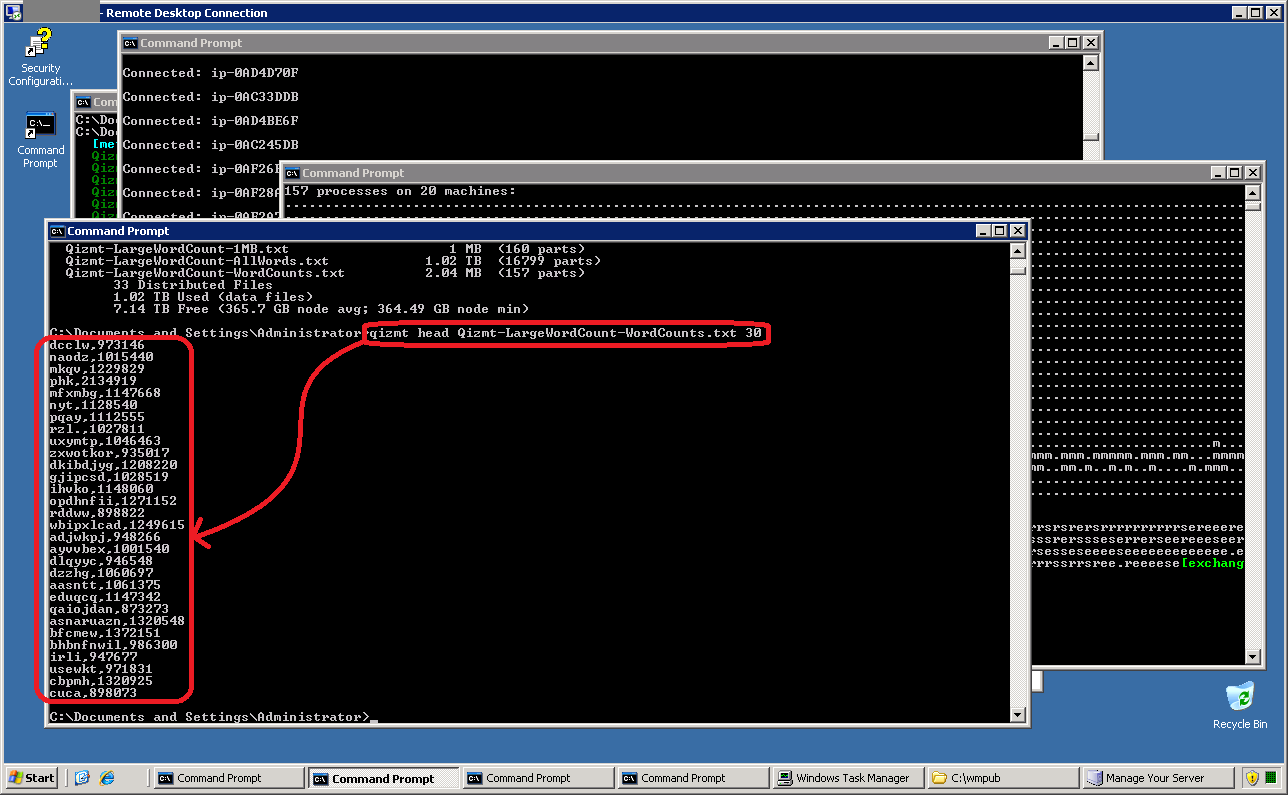 - Remote Desktop Connection
Security
Configurati...
Command
Prompt
Command Prompt
Connected: ip-0AD4D70F
Connected: ip-0AC33DDB
Connected: ip-0AD4BE6F
Connected: ip-0AC245DB
Connected:
Connected:
Connected:
Com
C:\Do
C:\Do
[me
Qiz
Qiz
Qiz
Qiz
Qiz
Qiz
Command Prompt
157 processes on 20 machines:
Command Prompt
Qizmt-LargeWordCount-1MB.txt 1 MB (160 parts)
Qizmt-LargeWordCount-AllWords.txt 1.02 TB (16799 parts)
Qizmt-LargeWordCount-WordCounts.txt 2.04 MB (157 parts)
33 Distributed Files
1.02 TB Used (data files)
7.14 TB Free (365.7 GB node avg; 364.49 GB node min)
C:\Documents and Settings\Administrator>qizmt head Qizmt-LargeWordCount-WordCounts.txt 30
dcclw,973146
naodz,1015440
mkqv,1229829
phk,2134919
mfxmbg,1147668
nyt,1128540
pqay,1112555
rzl.,1027811
uxymtp,1046463
zxwotkor,935017
dkibdjyg,1208220
gjipcsd,1028519
ihvko,1148060
opdhnfii,1271152
rddww,898822
wbipxlcad,1249615
adjwkpj,948266
ayvvbex,1001540
dlqyyc,946548
dzzhg,1060697
aasntt,1061375
eduqcq,1147342
qaiojdan,873273
asnaruazn,1320548
bfcmew,1372151
bhbnfnwil,986300
irli,947677
usewkt,971831
cbpmh,1320925
cuca,898073
C:\Documents and Settings\Administrator>_
[exchang
Recycle Bin
Start
Command Prompt
Command Prompt
Command Prompt
Command Prompt
Windows Task Manager
C:\wmpub
Manage Your Server